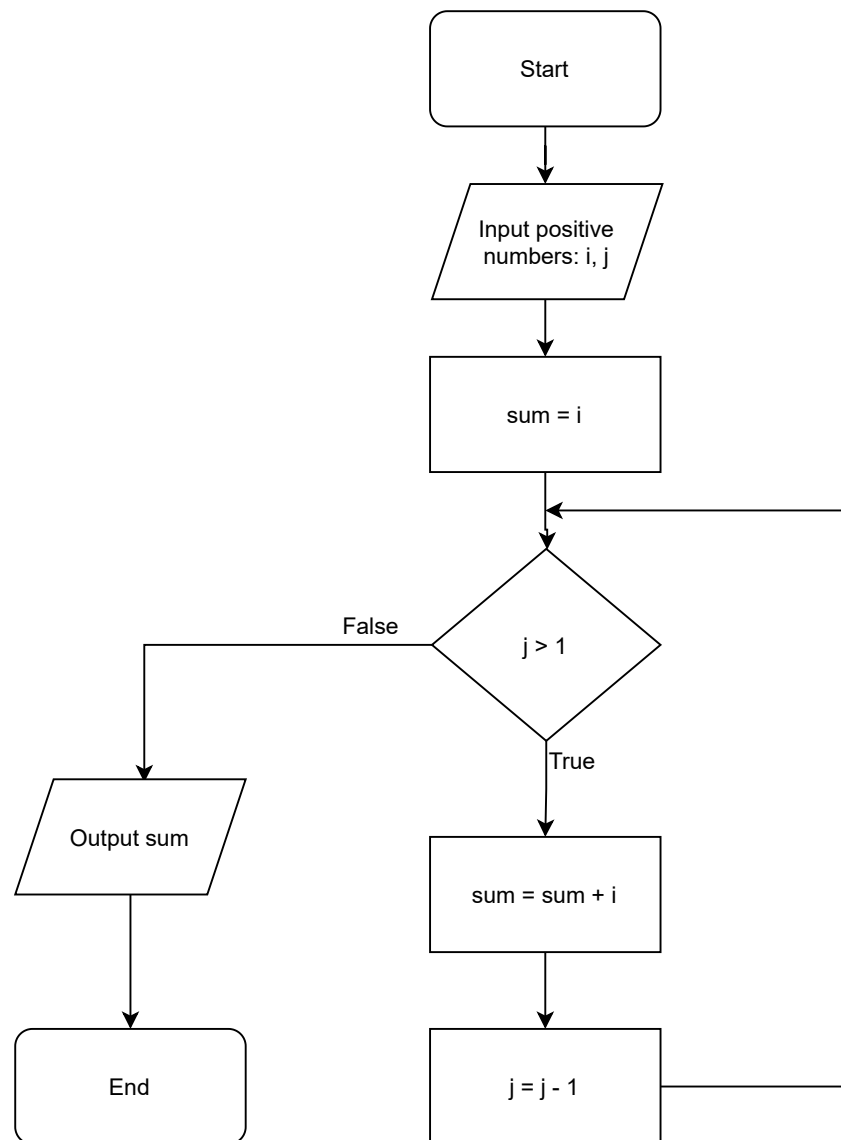 Start
Input positive
numbers: i, j
sum = i
j > 1
False
True
Output sum
sum = sum + i
End
j = j - 1